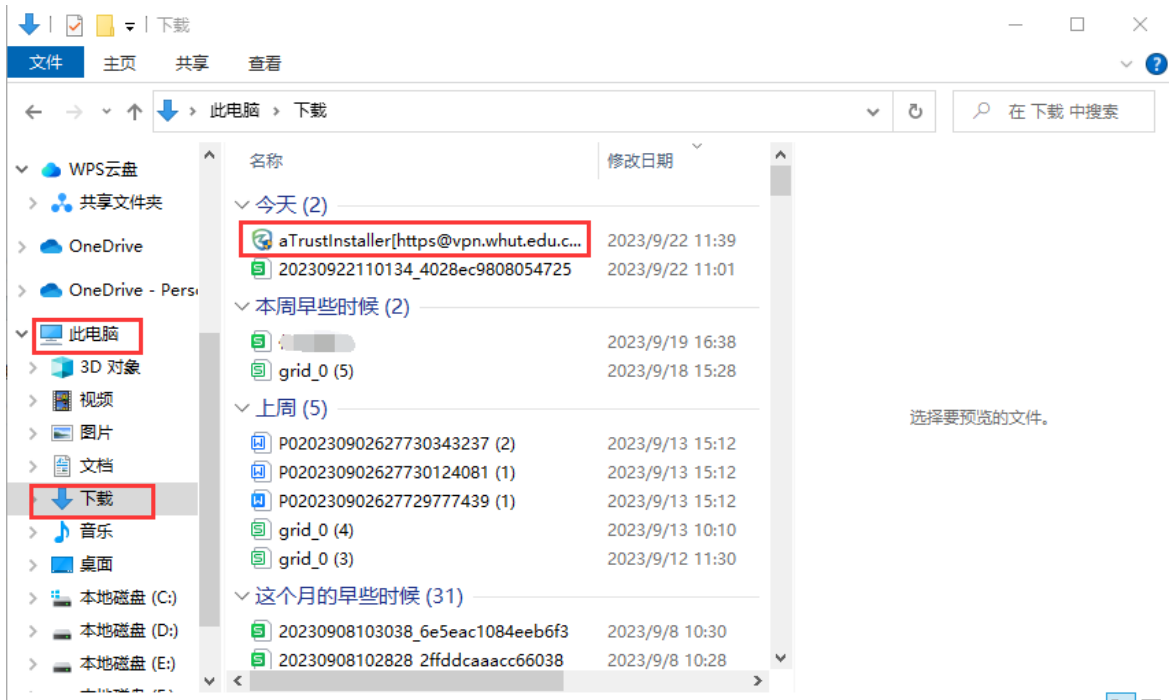 下载
文件 主页 共享 查看
此电脑 下载
在 下载 中搜索
WPS云盘
共享文件夹
OneDrive
OneDrive - Pers
此电脑
3D 对象
视频
图片
文档
下载
音乐
桌面
本地磁盘 (C:)
本地磁盘 (D:)
本地磁盘 (E:)
名称 修改日期
今天 (2)
aTrustInstaller[https@vpn.whut.edu.c... 2023/9/22 11:39
20230922110134_4028ec9808054725 2023/9/22 11:01
本周早些时候 (2)
2023/9/19 16:38
grid_0 (5) 2023/9/18 15:28
上周 (5)
P020230902627730343237 (2) 2023/9/13 15:12
P020230902627730124081 (1) 2023/9/13 15:12
P020230902627729777439 (1) 2023/9/13 15:12
grid_0 (4) 2023/9/13 10:10
grid_0 (3) 2023/9/12 11:30
这个月的早些时候 (31)
20230908103038_6e5eac1084eeb6f3 2023/9/8 10:30
20230908102828_2ffddcaaacc66038 2023/9/8 10:28
选择要预览的文件。